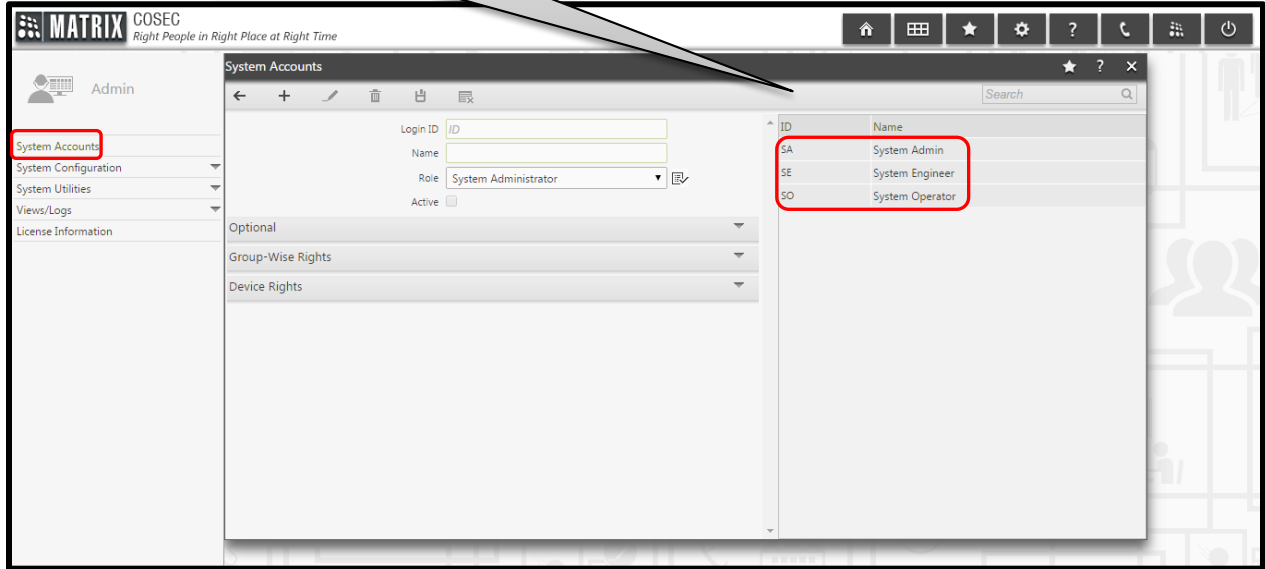 MATRIX COSEC
Right People in Right Place at Right Time
?
Admin
System Accounts
System Configuration
System Utilities
Views/Logs
License Information
System Accounts
?
Search
Login ID ID
Name
Role System Administrator
Active
Optional
Group-Wise Rights
Device Rights
ID Name
SA System Admin
SE System Engineer
SO System Operator